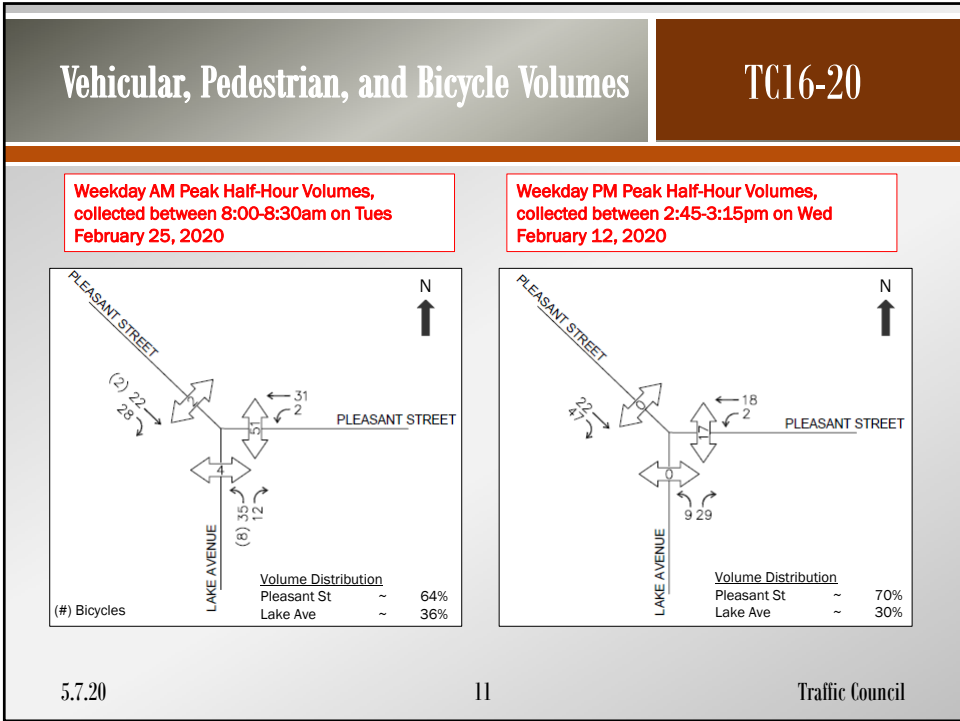 Vehicular, Pedestrian, and Bicycle Volumes
TC16-20
Weekday AM Peak Half-Hour Volumes,
collected between 8:00-8:30am on Tues
February 25, 2020
Weekday PM Peak Half-Hour Volumes,
collected between 2:45-3:15pm on Wed
February 12, 2020
PLEASANT STREET
N
(2) 22
28
2
31
2
51
PLEASANT STREET
4
(8) 35
12
LAKE AVENUE
(#) Bicycles
Volume Distribution
Pleasant St ~ 64%
Lake Ave ~ 36%
PLEASANT STREET
N
22
47
0
18
2
17
PLEASANT STREET
0
9 29
LAKE AVENUE
Volume Distribution
Pleasant St ~ 70%
Lake Ave ~ 30%
5.7.20
11
Traffic Council